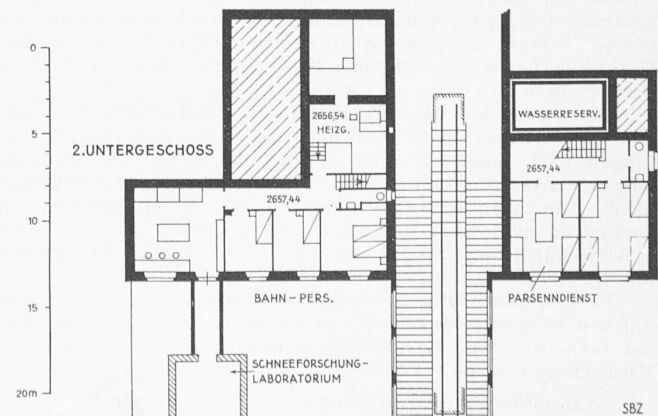 0
5
10
15
20m
2.UNTERGESCHOSS
2656,54
HEIZG.
WASSERRESERV.
2657,44
2657,44
BAHN-PERS.
PARSENNDIENST
SCHNEEFORSCHUNG-
LABORATORIUM
SBZ